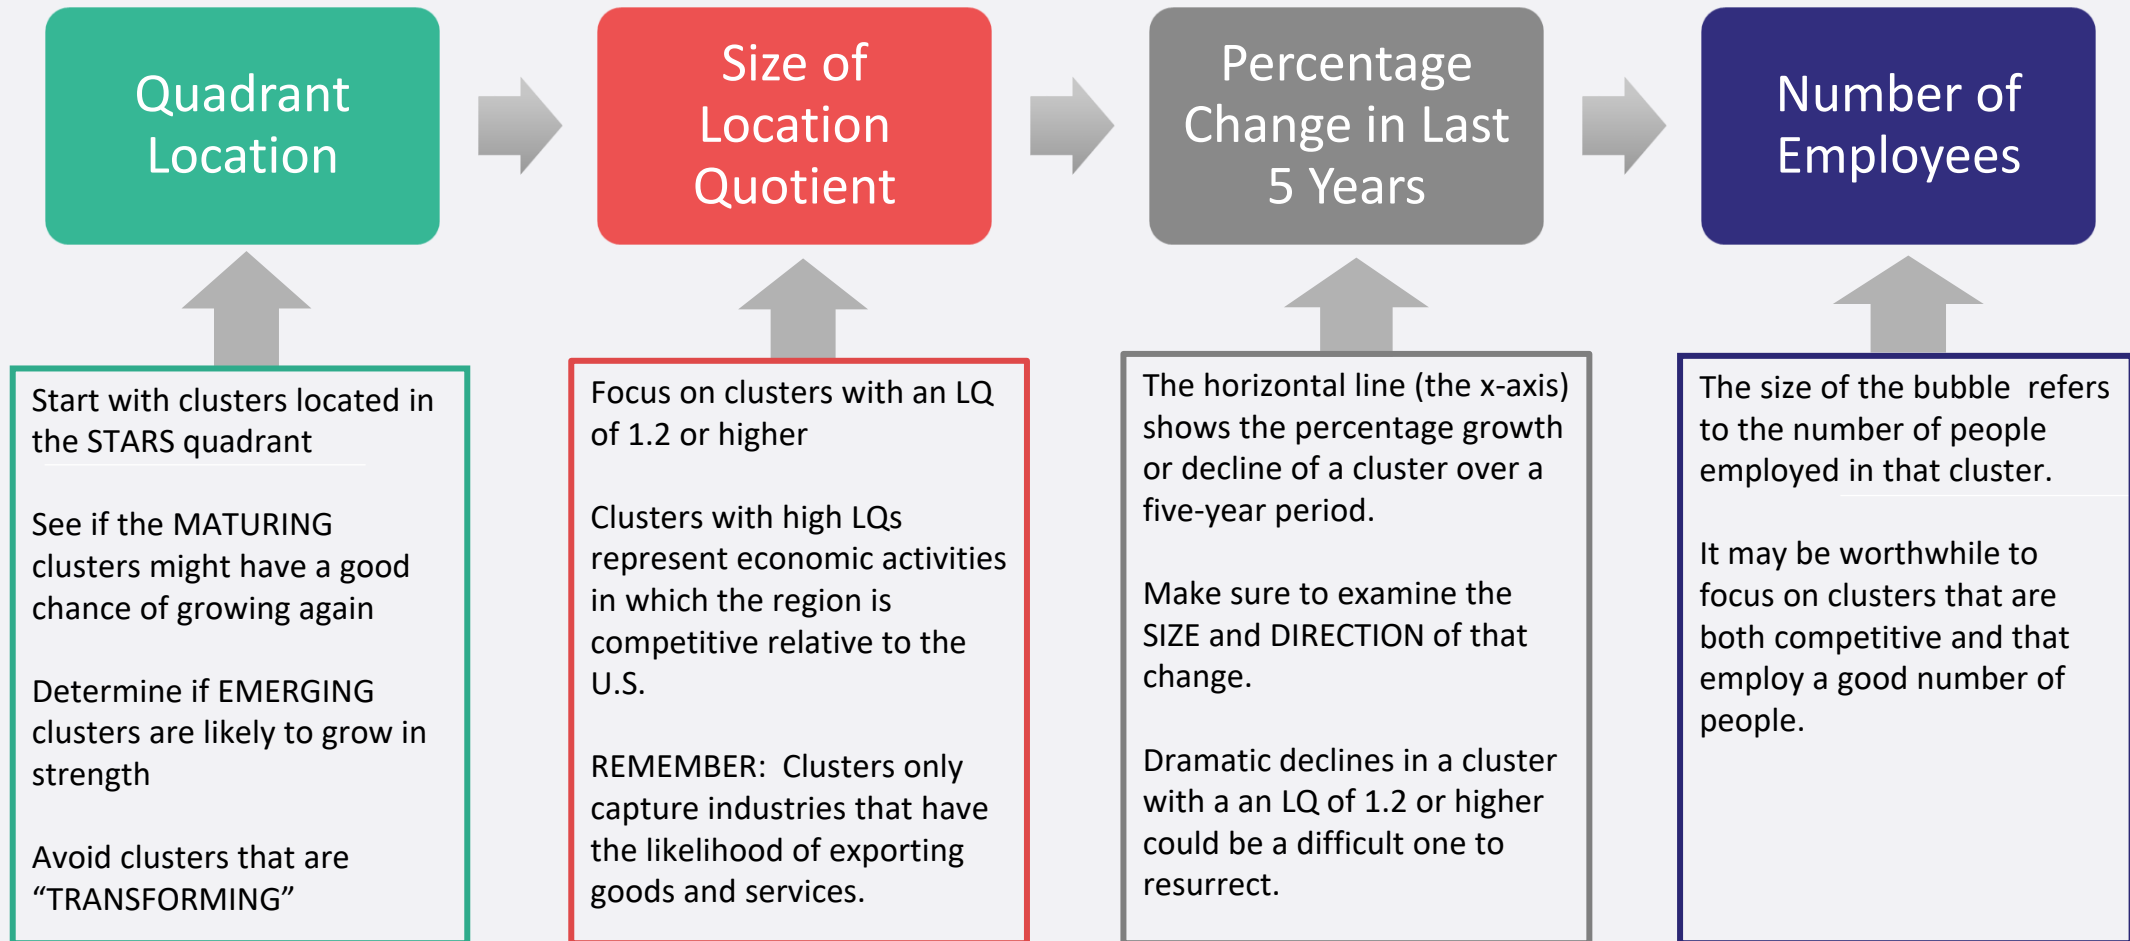 Quadrant
Location
Size of
Location
Quotient
Percentage
Change in Last
5 Years
Number of
Employees
Start with clusters located in
the STARS quadrant
See if the MATURING
clusters might have a good
chance of growing again
Determine if EMERGING
clusters are likely to grow in
strength
Avoid clusters that are
“TRANSFORMING”
Focus on clusters with an LQ
of 1.2 or higher
Clusters with high LQs
represent economic activities
in which the region is
competitive relative to the
U.S.
REMEMBER:  Clusters only
capture industries that have
the likelihood of exporting
goods and services.
The horizontal line (the x-axis)
shows the percentage growth
or decline of a cluster over a
five-year period.
Make sure to examine the
SIZE and DIRECTION of that
change.
Dramatic declines in a cluster
with a an LQ of 1.2 or higher
could be a difficult one to
resurrect.
The size of the bubble  refers
to the number of people
employed in that cluster.
It may be worthwhile to
focus on clusters that are
both competitive and that
employ a good number of
people.